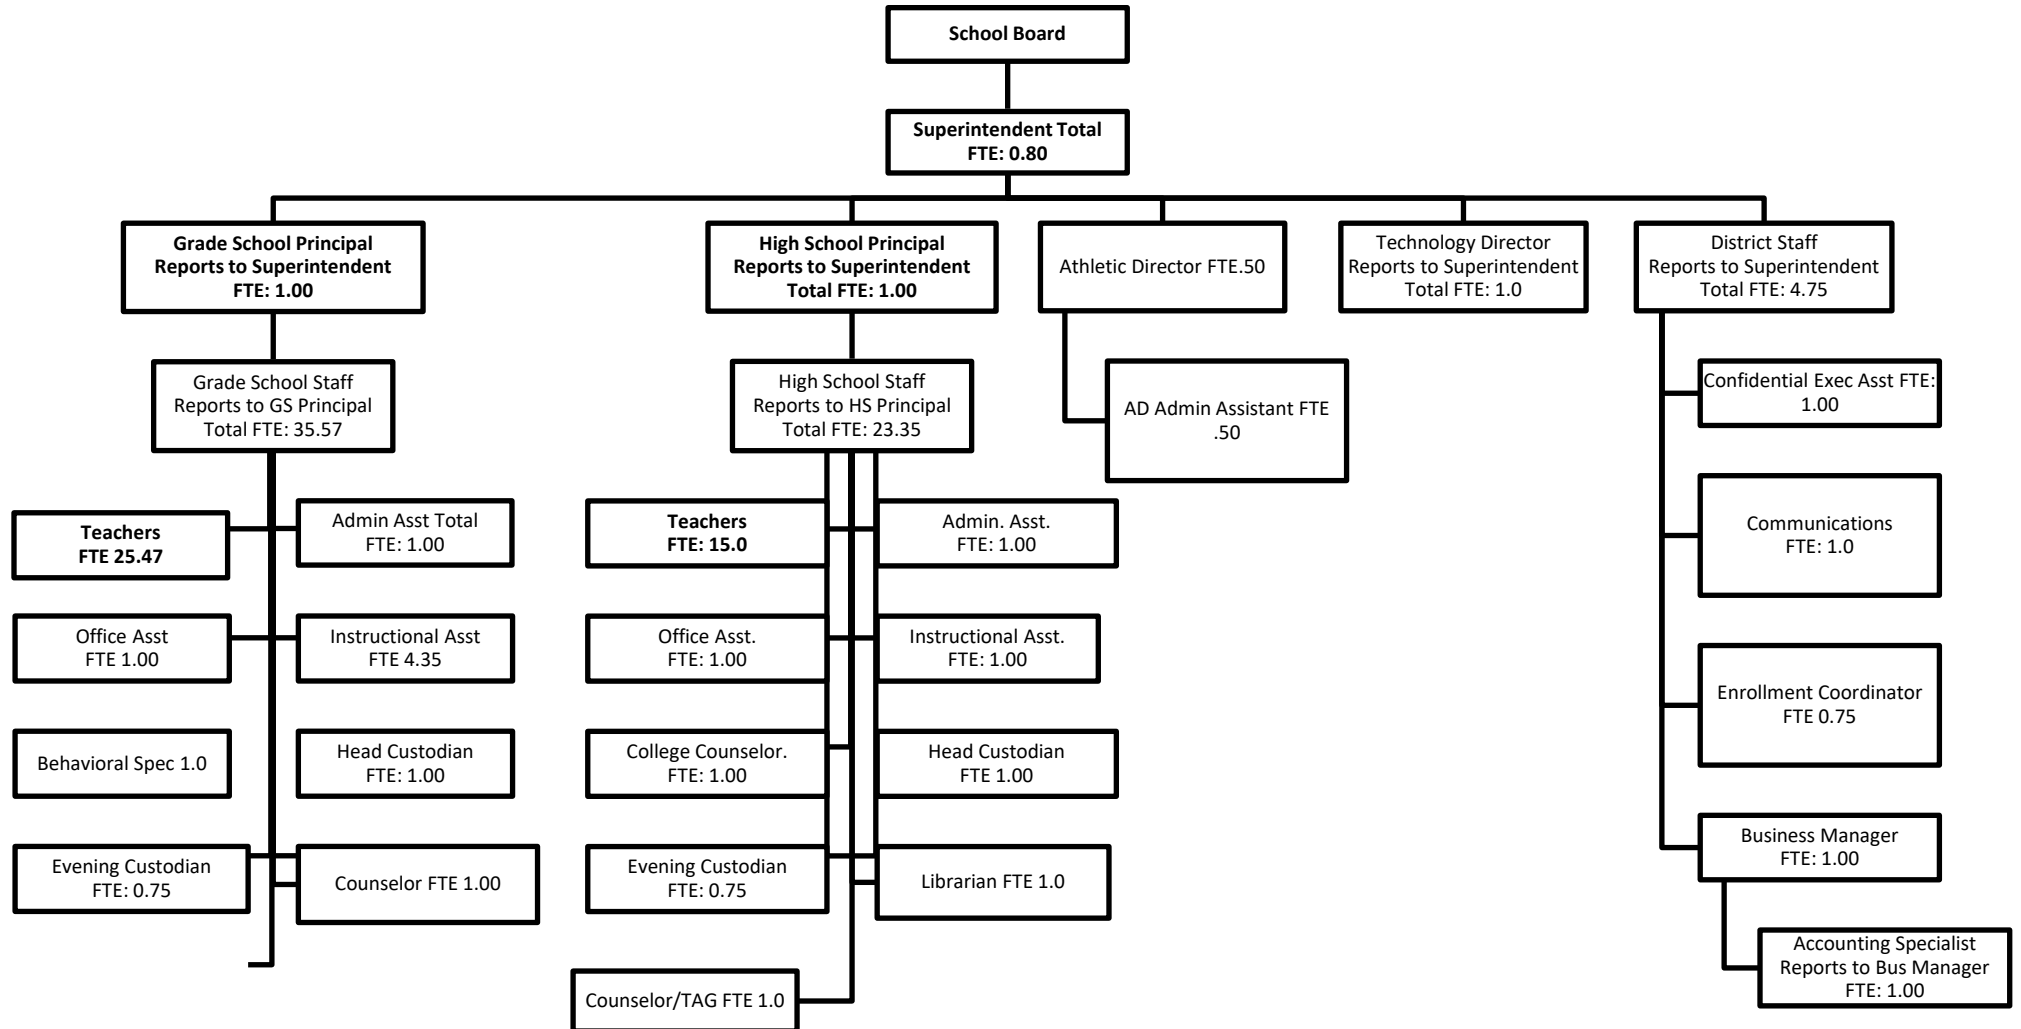 School Board
Superintendent Total
FTE: 0.80
Grade School Principal
Reports to Superintendent
FTE: 1.00
High School Principal
Reports to Superintendent
Total FTE: 1.00
Athletic Director FTE.50
Technology Director
Reports to Superintendent
Total FTE: 1.0
District Staff
Reports to Superintendent
Total FTE: 4.75
Grade School Staff
Reports to GS Principal
Total FTE: 35.57
High School Staff
Reports to HS Principal
Total FTE: 23.35
AD Admin Assistant FTE
.50
Confidential Exec Asst FTE:
1.00
Teachers
FTE 25.47
Admin Asst Total
FTE: 1.00
Teachers
FTE: 15.0
Admin. Asst.
FTE: 1.00
Communications
FTE: 1.0
Office Asst
FTE 1.00
Instructional Asst
FTE 4.35
Office Asst.
FTE: 1.00
Instructional Asst.
FTE: 1.00
Enrollment Coordinator
FTE 0.75
Behavioral Spec 1.0
Head Custodian
FTE: 1.00
College Counselor.
FTE: 1.00
Head Custodian
FTE 1.00
Business Manager
FTE: 1.00
Evening Custodian
FTE: 0.75
Counselor FTE 1.00
Evening Custodian
FTE: 0.75
Librarian FTE 1.0
Accounting Specialist
Reports to Bus Manager
FTE: 1.00
Counselor/TAG FTE 1.0